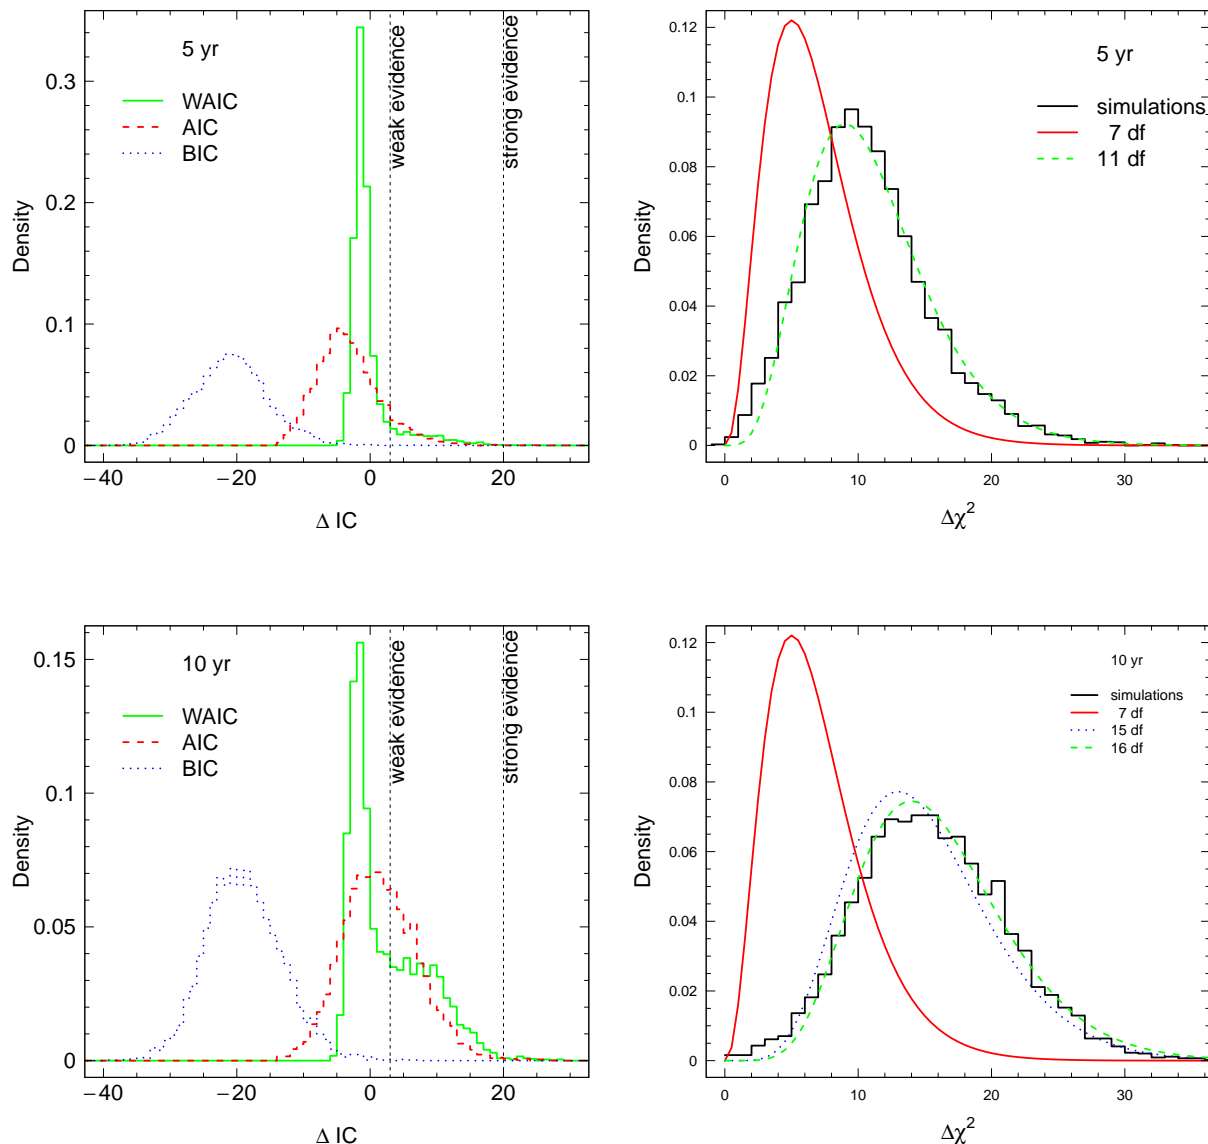 5 yr
WAIC
AIC
BIC
weak evidence
strong evidence
0
0.1
0.2
0.3
Density
−40
−20
0
20
Δ IC
5 yr
simulations
7 df
11 df
0
0.02
0.04
0.06
0.08
0.1
0.12
Density
0
10
20
30
Δχ²
10 yr
WAIC
AIC
BIC
weak evidence
strong evidence
0
0.05
0.1
0.15
Density
−40
−20
0
20
Δ IC
10 yr
simulations
7 df
15 df
16 df
0
0.02
0.04
0.06
0.08
0.1
0.12
Density
0
10
20
30
Δχ²